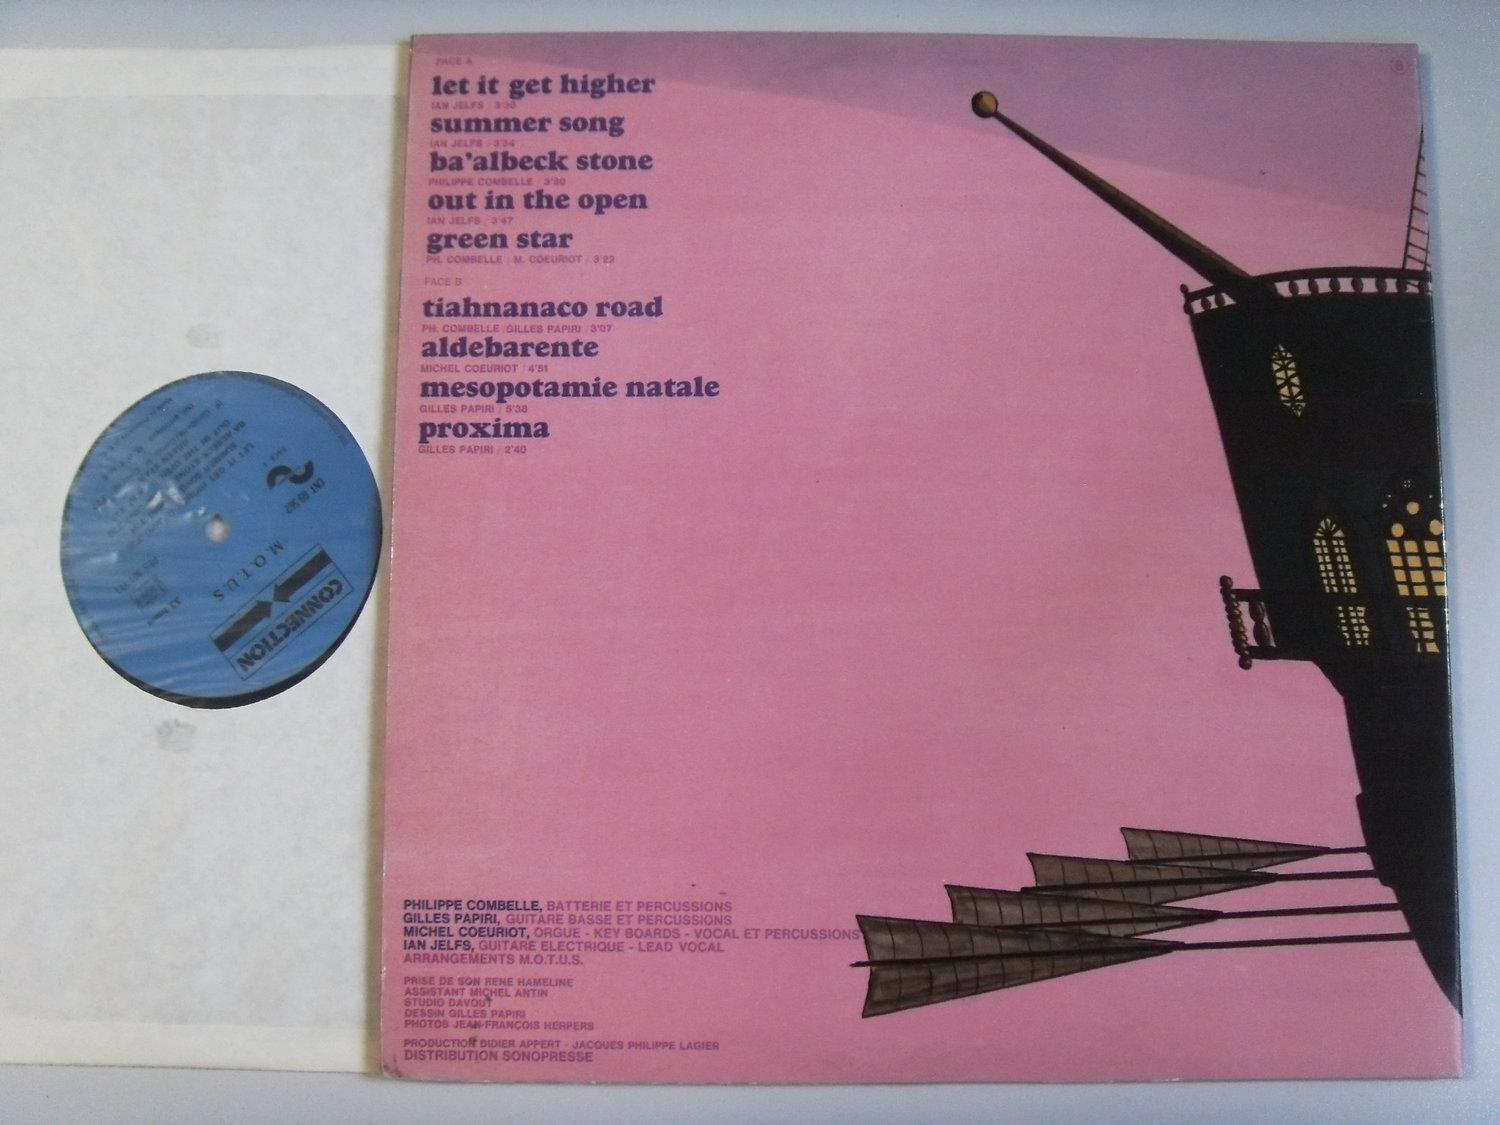 FACE A
let it get higher
IAN JELFS / 3'30
summer song
IAN JELFS / 3'34
ba'albeck stone
PHILIPPE COMBELLE / 3'30
out in the open
IAN JELFS / 3'47
green star
PH. COMBELLE / M. COEURIOT / 3'22
FACE B
tiahnanaco road
PH. COMBELLE / GILLES PAPIRI / 3'07
aldebarente
MICHEL COEURIOT / 4'51
mesopotamie natale
GILLES PAPIRI / 5'38
proxima
GILLES PAPIRI / 2'40
PHILIPPE COMBELLE, BATTERIE ET PERCUSSIONS
GILLES PAPIRI, GUITARE BASSE ET PERCUSSIONS
MICHEL COEURIOT, ORGUE - KEY BOARDS - VOCAL ET PERCUSSIONS
IAN JELFS, GUITARE ELECTRIQUE - LEAD VOCAL
ARRANGEMENTS M.O.T.U.S.
PRISE DE SON RENE HAMELINE
ASSISTANT MICHEL ANTIN
STUDIO DAVOUT
DESSIN GILLES PAPIRI
PHOTOS JEAN-FRANÇOIS HERPERS
PRODUCTION DIDIER APPERT - JACQUES PHILIPPE LAGIER
DISTRIBUTION SONOPRESSE
CONNECTION
M.O.T.U.S